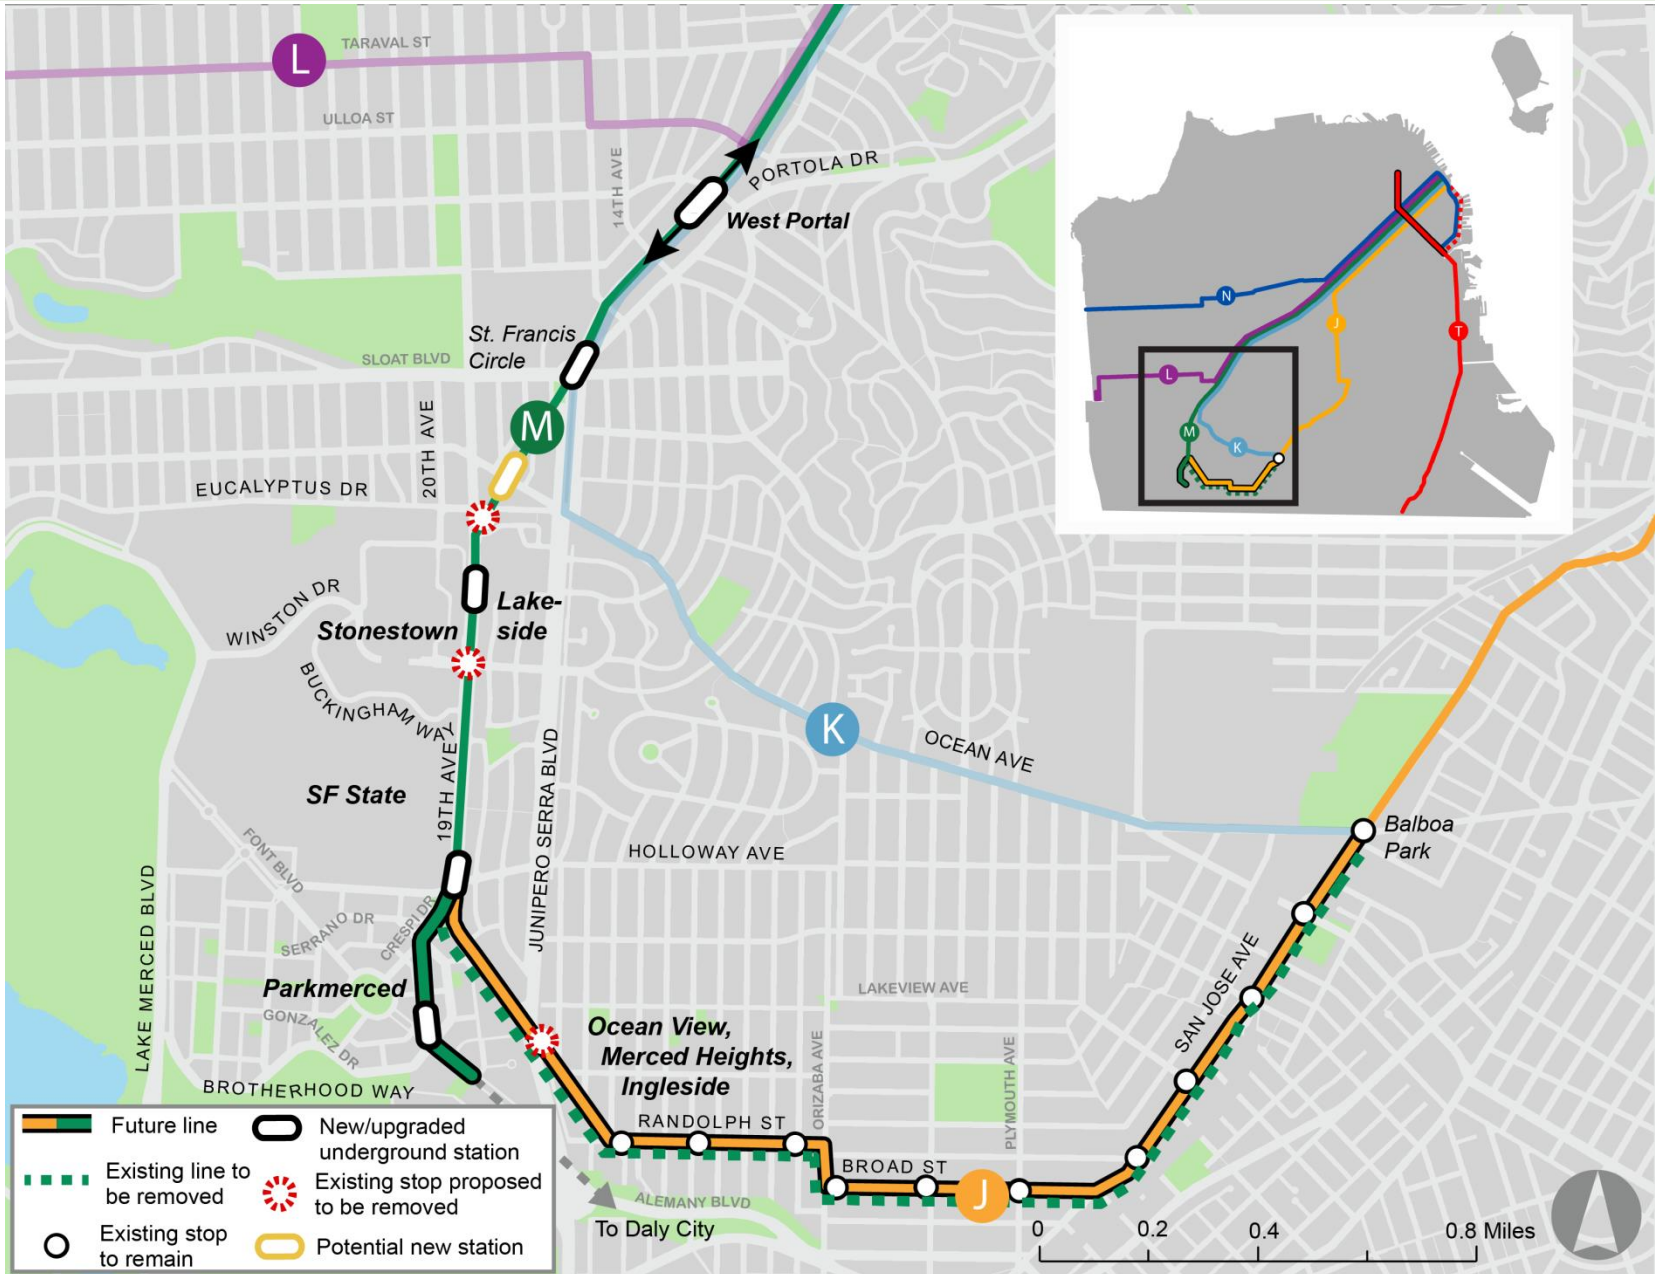 L
TARAVAL ST
ULLOA ST
14TH AVE
PORTOLA DR
West Portal
St. Francis
Circle
SLOAT BLVD
M
20TH AVE
EUCALYPTUS DR
WINSTON DR
Stonestown
Lake-
side
BUCKINGHAM WAY
19TH AVE
SF State
JUNIPERO SERRA BLVD
K
OCEAN AVE
HOLLOWAY AVE
Balboa
Park
FONT BLVD
LAKE MERCED BLVD
SERRANO DR
CRESPI DR
Parkmerced
GONZALEZ DR
BROTHERHOOD WAY
LAKEVIEW AVE
Ocean View,
Merced Heights,
Ingleside
ORIZABA AVE
PLYMOUTH AVE
SAN JOSE AVE
RANDOLPH ST
BROAD ST
J
ALEMANY BLVD
To Daly City
0
0.2
0.4
0.8 Miles
Future line
New/upgraded
underground station
Existing line to
be removed
Existing stop proposed
to be removed
Existing stop
to remain
Potential new station
N
J
T
L
M
K